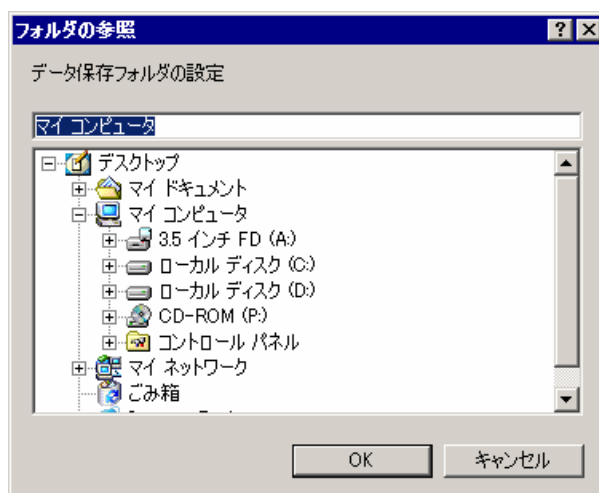 フォルダの参照
データ保存フォルダの設定
マイ コンピュータ
デスクトップ
マイ ドキュメント
マイ コンピュータ
3.5 インチ FD (A:)
ローカル ディスク (C:)
ローカル ディスク (D:)
CD-ROM (P:)
コントロール パネル
マイ ネットワーク
ごみ箱
OK
キャンセル